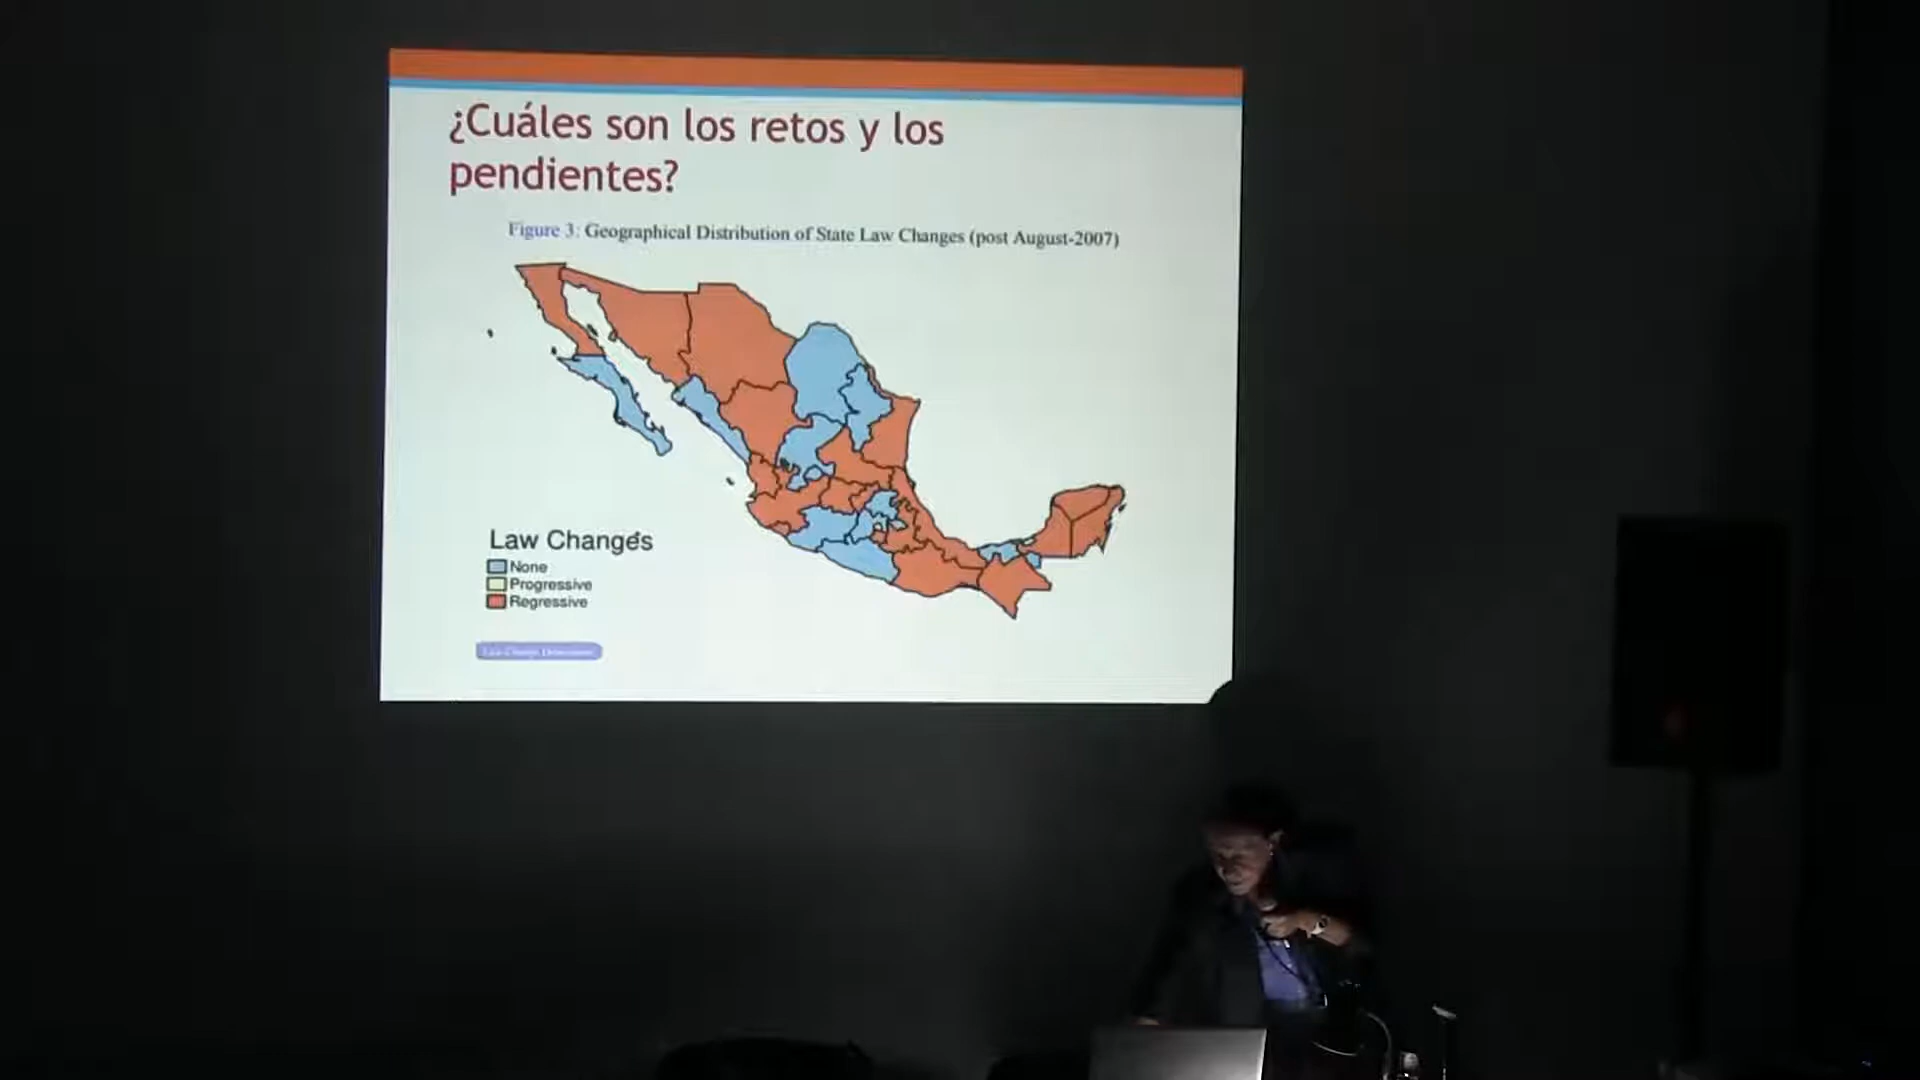 ¿Cuáles son los retos y los
pendientes?
Figure 3: Geographical Distribution of State Law Changes (post August-2007)
Law Changes
None
Progressive
Regressive